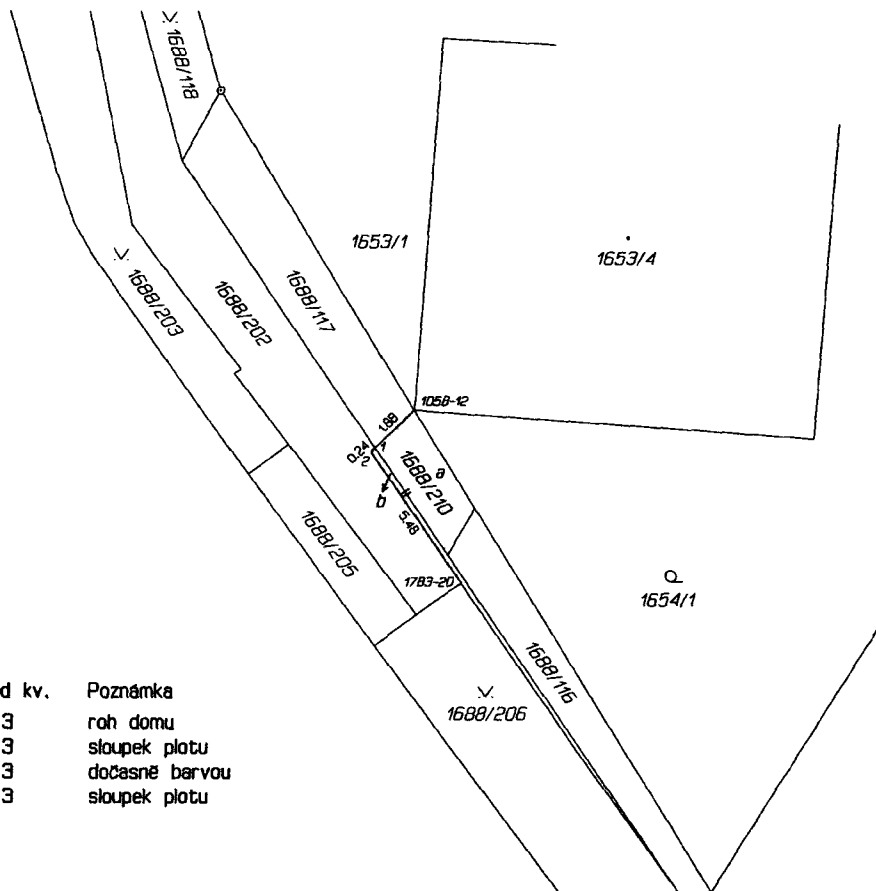 1688/118
1653/1
1653/4
1688/203
1688/202
1688/117
1058-12
1.88
0.24
1
2
a
1688/210
b
5.48
1688/205
1783-20
1654/1
1688/116
1688/206
d kv. Poznámka
3 roh domu
3 sloupek plotu
3 dočasně barvou
3 sloupek plotu